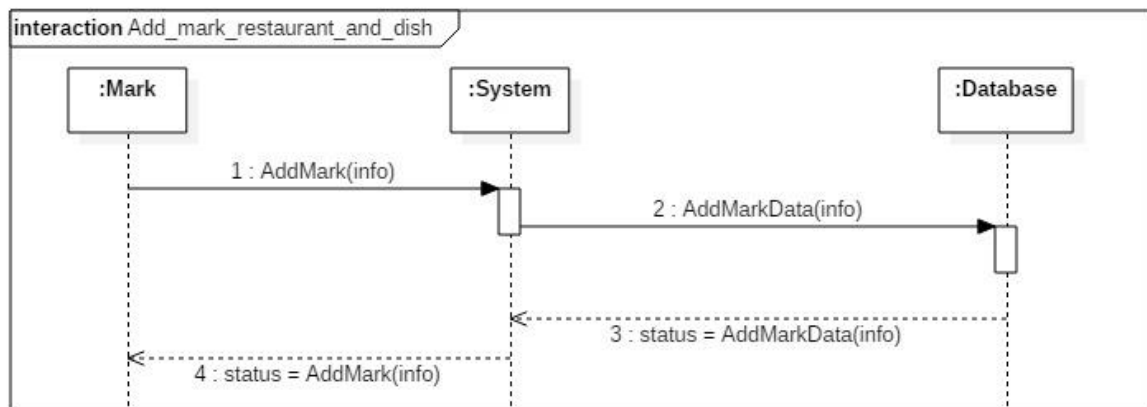 interaction Add_mark_restaurant_and_dish
:Mark
:System
:Database
1 : AddMark(info)
2 : AddMarkData(info)
3 : status = AddMarkData(info)
4 : status = AddMark(info)